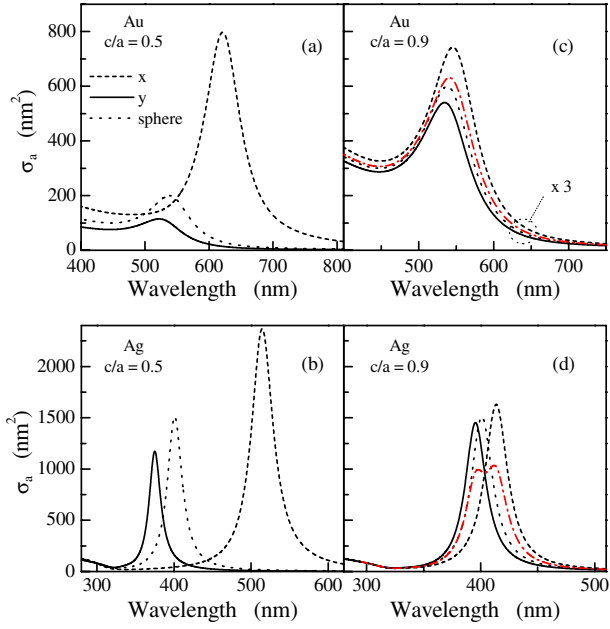 Au
c/a = 0.5
(a)
x
y
sphere
800
600
400
200
0
σa (nm²)
400 500 600 700 800
Wavelength (nm)
Au
c/a = 0.9
(c)
x 3
500 600 700
Wavelength (nm)
Ag
c/a = 0.5
(b)
2000
1500
1000
500
0
σa (nm²)
300 400 500 600
Wavelength (nm)
Ag
c/a = 0.9
(d)
300 400 500
Wavelength (nm)